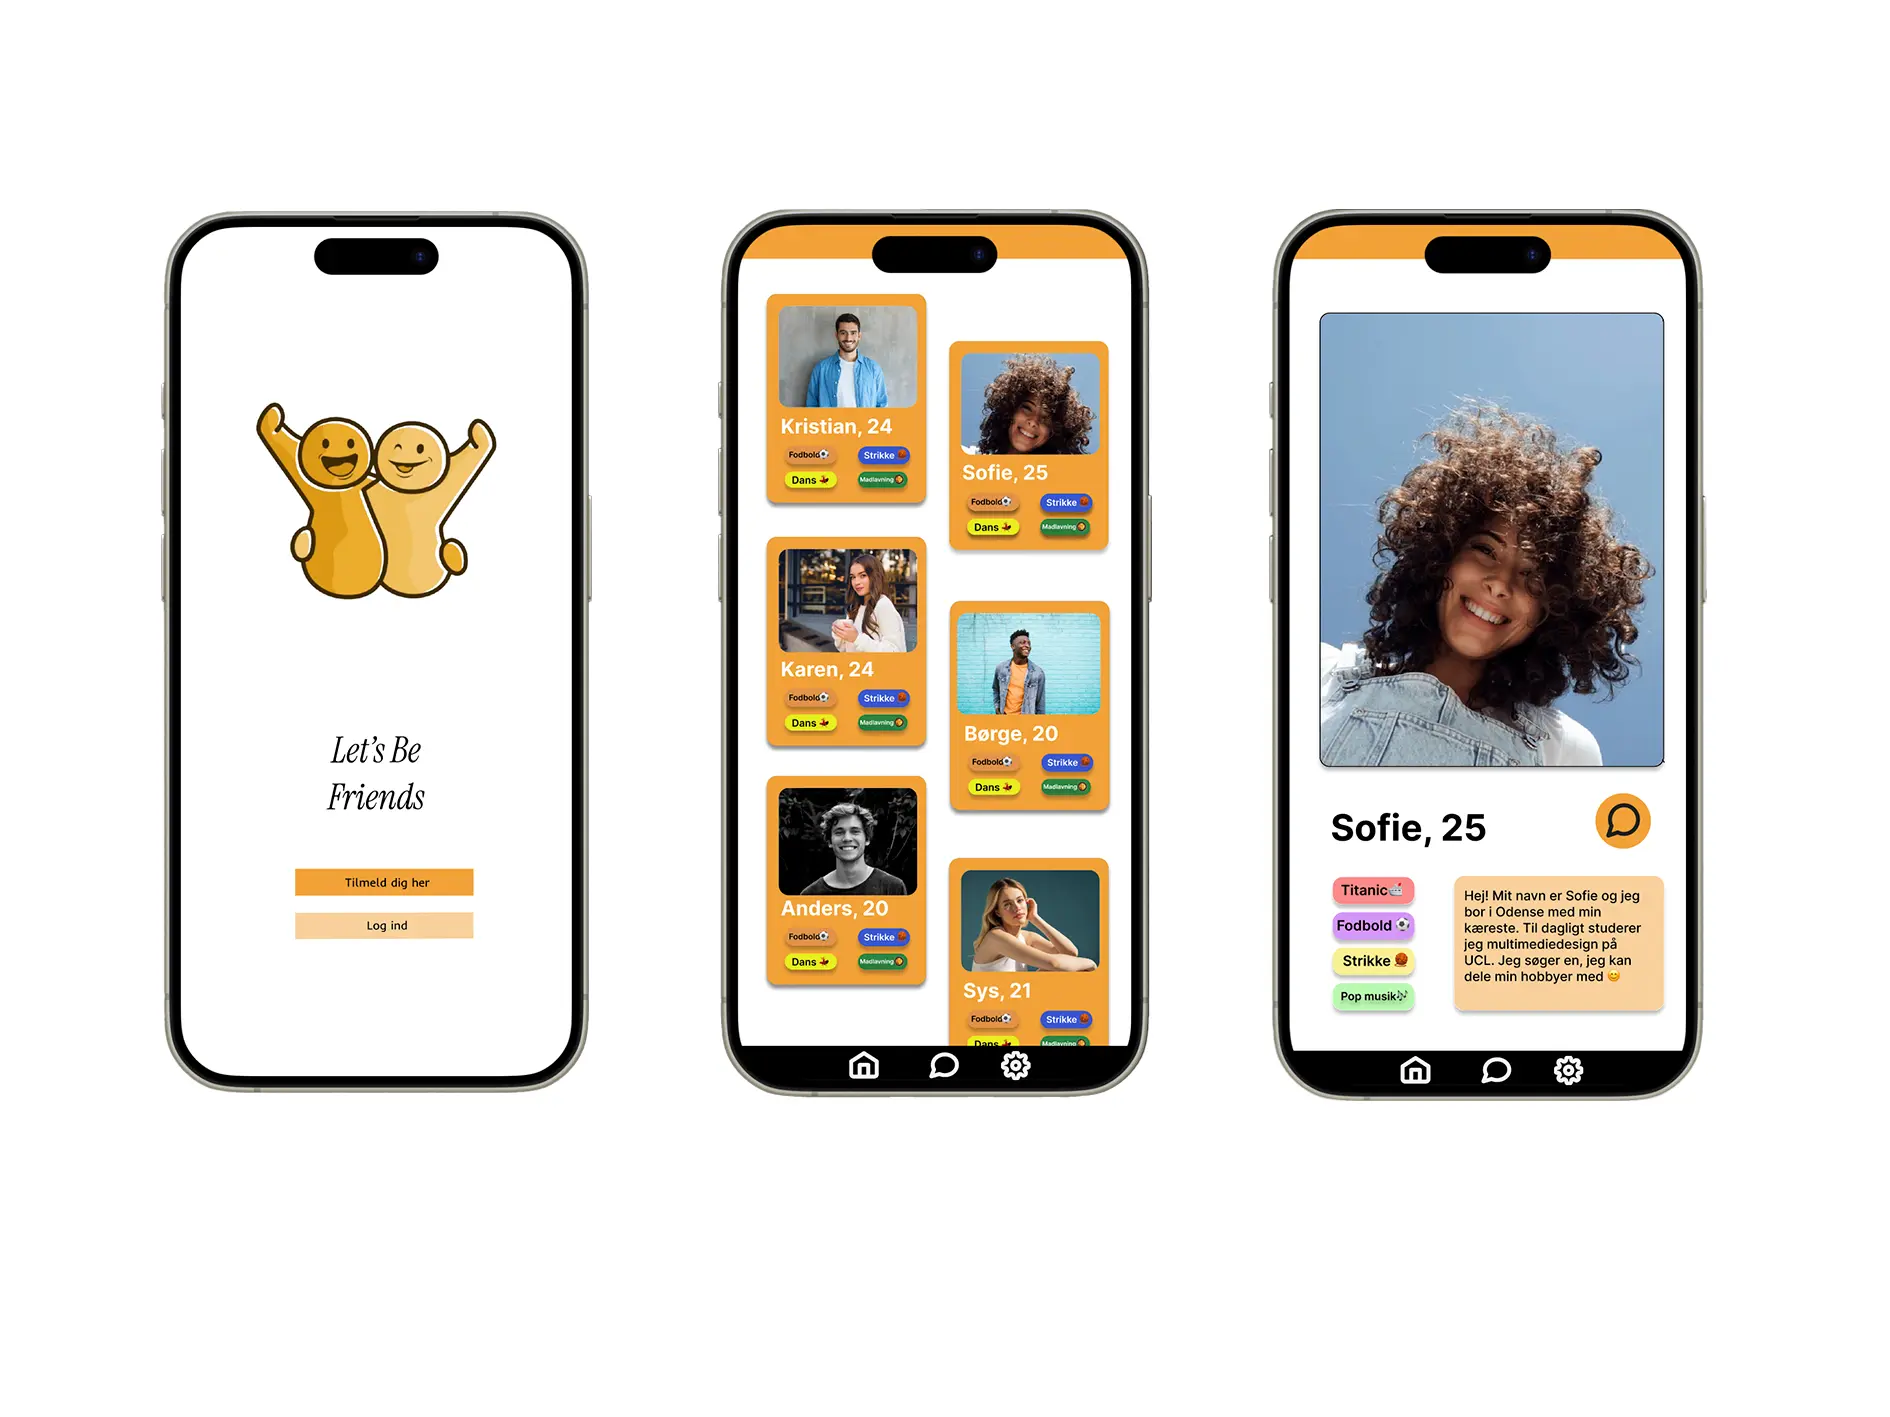 Let's Be
Friends
Tilmeld dig her
Log ind
Kristian, 24
Fodbold⚽ Strikke 🧶
Dans 💃 Madlavning 🍪
Sofie, 25
Fodbold⚽ Strikke 🧶
Dans 💃 Madlavning 🍪
Karen, 24
Fodbold⚽ Strikke 🧶
Dans 💃 Madlavning 🍪
Børge, 20
Fodbold⚽ Strikke 🧶
Dans 💃 Madlavning 🍪
Anders, 20
Fodbold⚽ Strikke 🧶
Dans 💃 Madlavning 🍪
Sys, 21
Fodbold⚽ Strikke 🧶
Dans 💃 Madlavning 🍪
Sofie, 25
Titanic🚢
Fodbold ⚽
Strikke 🧶
Pop musik🎶
Hej! Mit navn er Sofie og jeg
bor i Odense med min
kæreste. Til dagligt studerer
jeg multimediedesign på
UCL. Jeg søger en, jeg kan
dele min hobbyer med 😊